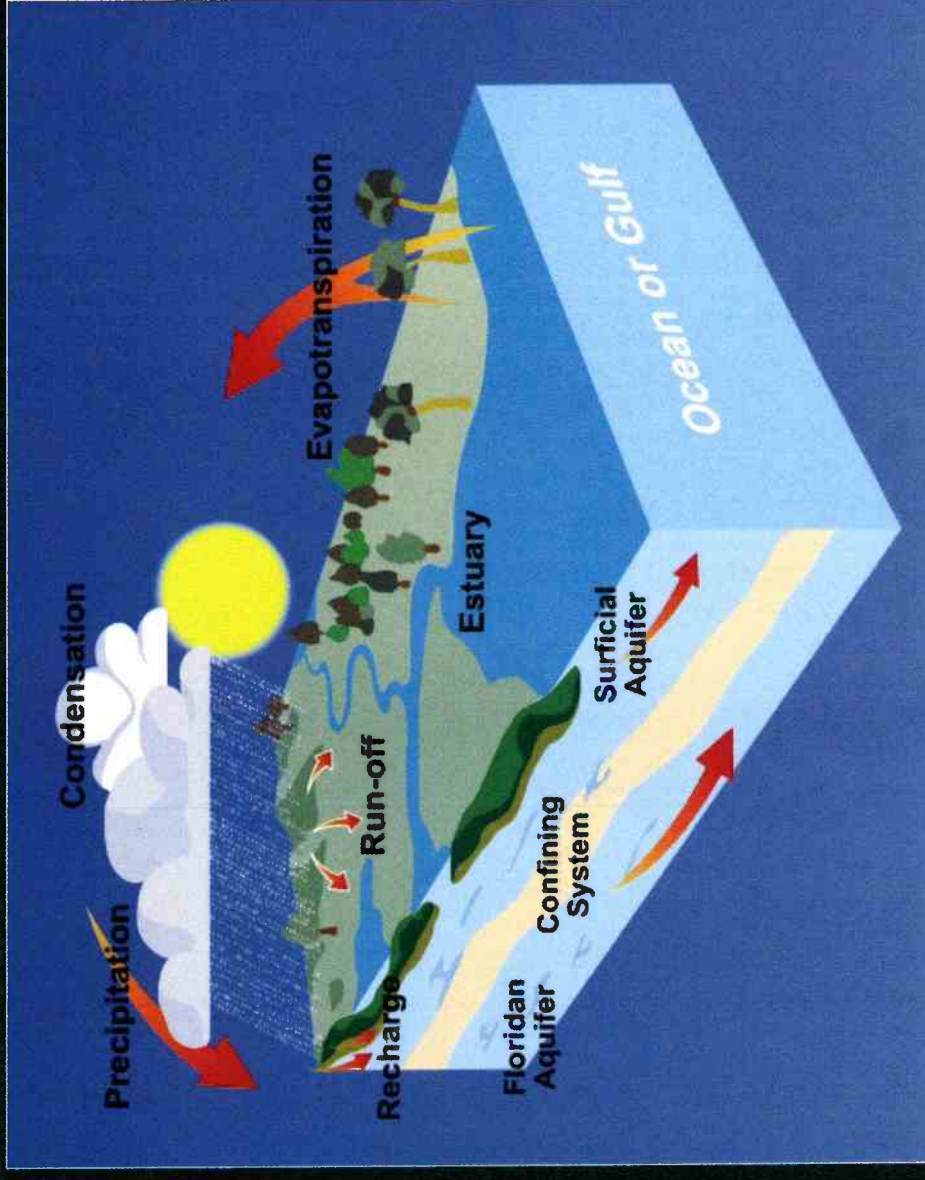 Condensation
Precipitation
Evapotranspiration
Run-off
Recharge
Estuary
Surficial
Aquifer
Confining
System
Floridan
Aquifer
Ocean or Gulf